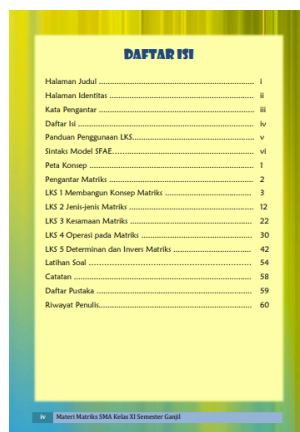 DAFTAR ISI
Halaman Judul ................................................................ i
Halaman Identitas ............................................................ ii
Kata Pengantar ................................................................ iii
Daftar Isi ........................................................................ iv
Panduan Penggunaan LKS.................................................. v
Sintaks Model SFAE........................................................... vi
Peta Konsep .................................................................... 1
Pengantar Matriks ............................................................ 2
LKS 1 Membangun Konsep Matriks .................................... 3
LKS 2 Jenis-jenis Matriks .................................................. 12
LKS 3 Kesamaan Matriks ................................................... 22
LKS 4 Operasi pada Matriks .............................................. 30
LKS 5 Determinan dan Invers Matriks ................................. 42
Latihan Soal .................................................................... 54
Catatan ........................................................................... 58
Daftar Pustaka ................................................................ 59
Riwayat Penulis................................................................ 60
iv Materi Matriks SMA Kelas XI Semester Ganjil